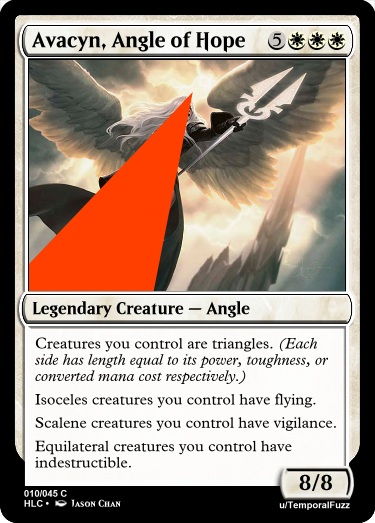 Avacyn, Angle of Hope 5
Legendary Creature — Angle
Creatures you control are triangles. (Each
side has length equal to its power, toughness, or
converted mana cost respectively.)
Isoceles creatures you control have flying.
Scalene creatures you control have vigilance.
Equilateral creatures you control have
indestructible.
8/8
010/045 C
HLC • Jason Chan
u/TemporalFuzz